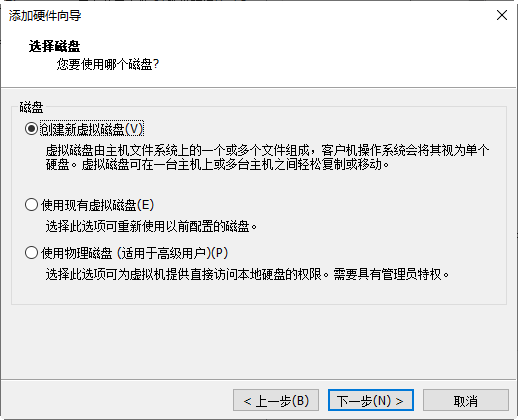 添加硬件向导
选择磁盘
您要使用哪个磁盘?
磁盘
创建新虚拟磁盘(V)
虚拟磁盘由主机文件系统上的一个或多个文件组成，客户机操作系统会将其视为单个
硬盘。虚拟磁盘可在一台主机上或多台主机之间轻松复制或移动。
使用现有虚拟磁盘(E)
选择此选项可重新使用以前配置的磁盘。
使用物理磁盘 (适用于高级用户)(P)
选择此选项可为虚拟机提供直接访问本地硬盘的权限。需要具有管理员特权。
< 上一步(B)
下一步(N) >
取消